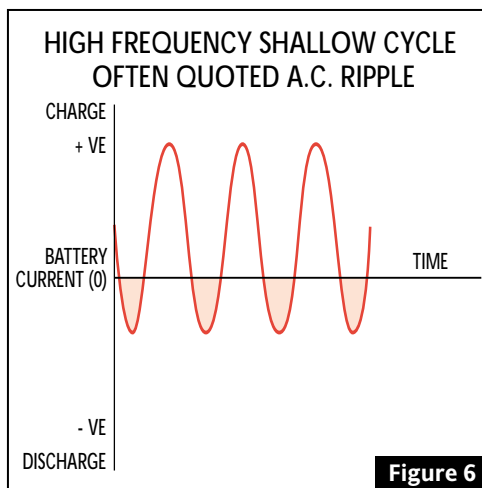 HIGH FREQUENCY SHALLOW CYCLE
OFTEN QUOTED A.C. RIPPLE
CHARGE
+ VE
BATTERY
CURRENT (0)
TIME
- VE
DISCHARGE
Figure 6